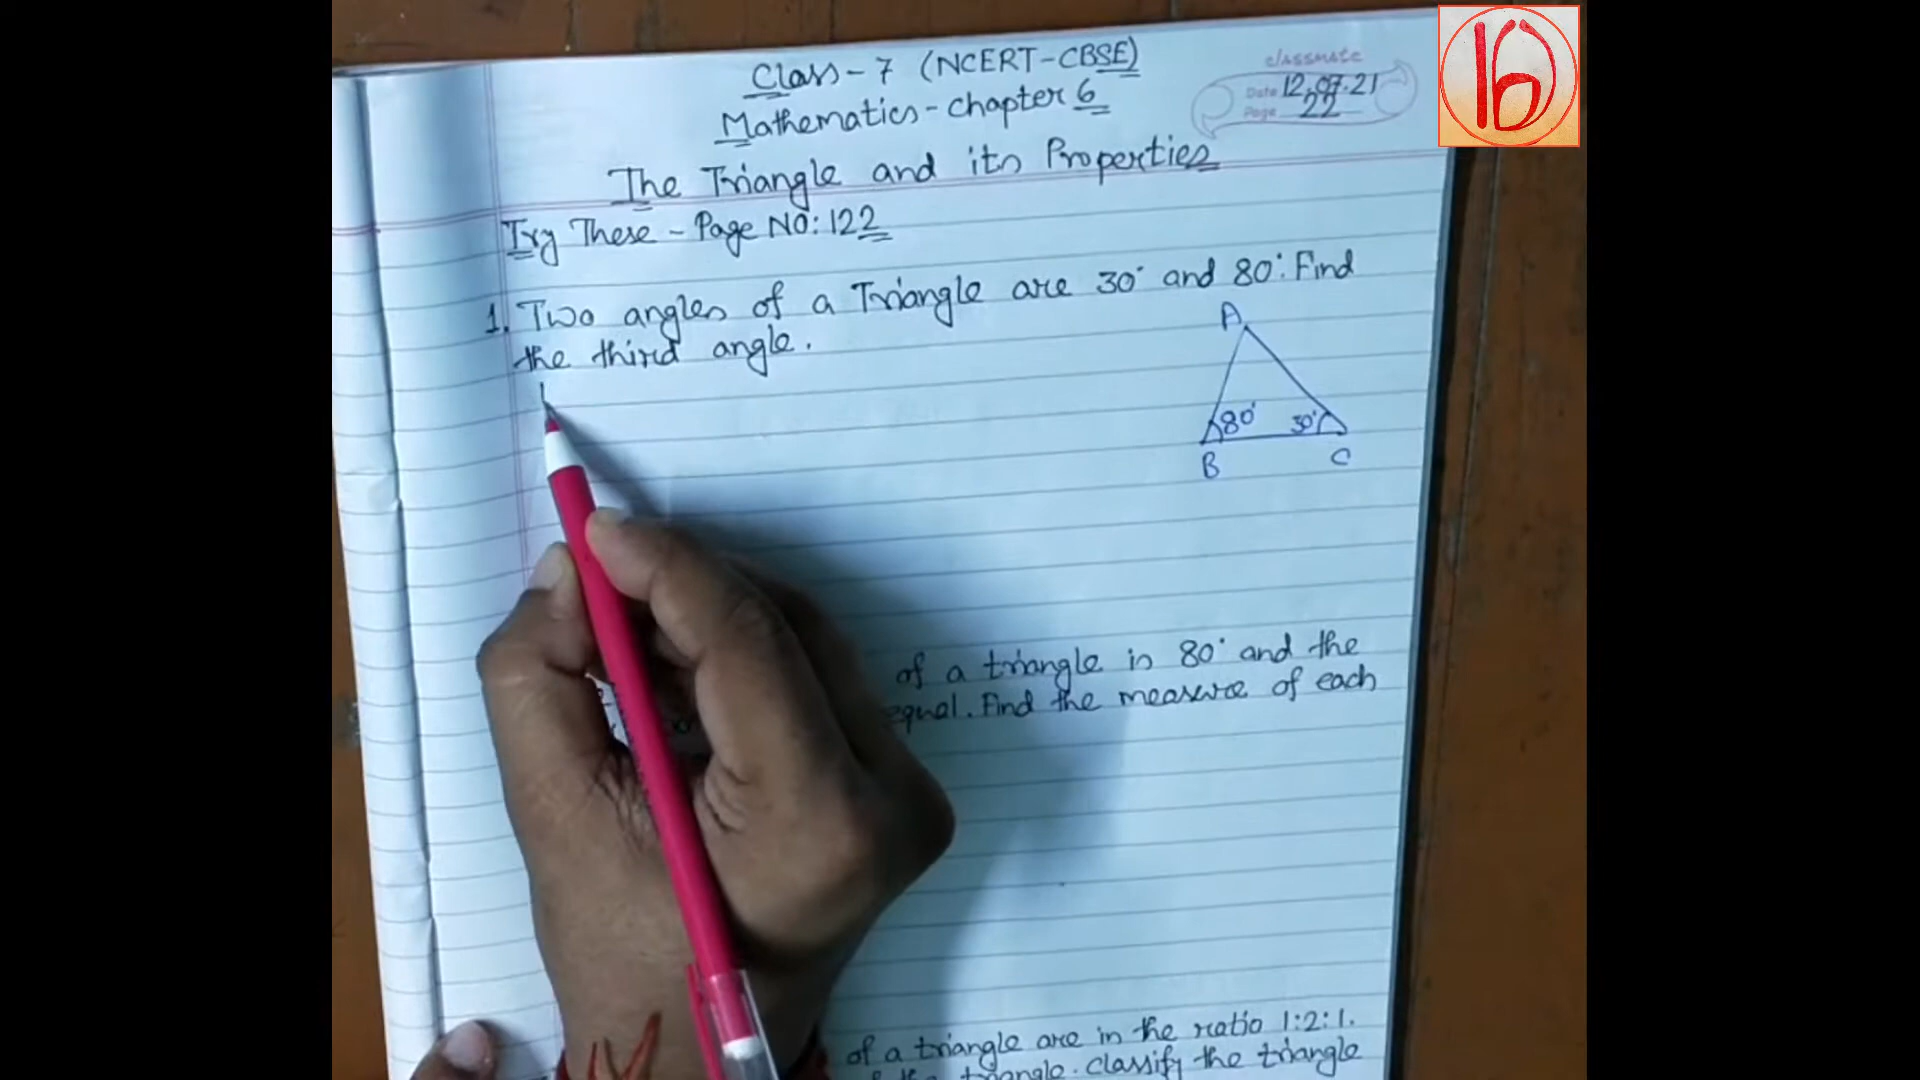 Class-7 (NCERT-CBSE)
Mathematics-chapter 6
classmate
Date 12.07.21
Page 22
The Triangle and its Properties
Try These - Page NO: 122
1. Two angles of a Triangle are 30° and 80°. Find
the third angle.
A
80° 30°
B C
of a triangle is 80° and the
equal. Find the measure of each
of a triangle are in the ratio 1:2:1.
triangle. classify the triangle